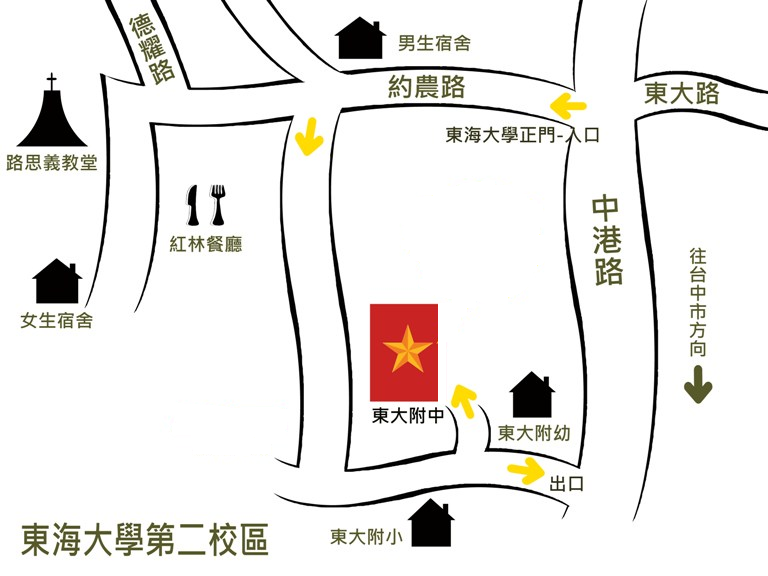 德耀路
男生宿舍
約農路
東大路
東海大學正門-入口
路思義教堂
紅林餐廳
中港路
往台中市方向
女生宿舍
東大附中
東大附幼
出口
東大附小
東海大學第二校區